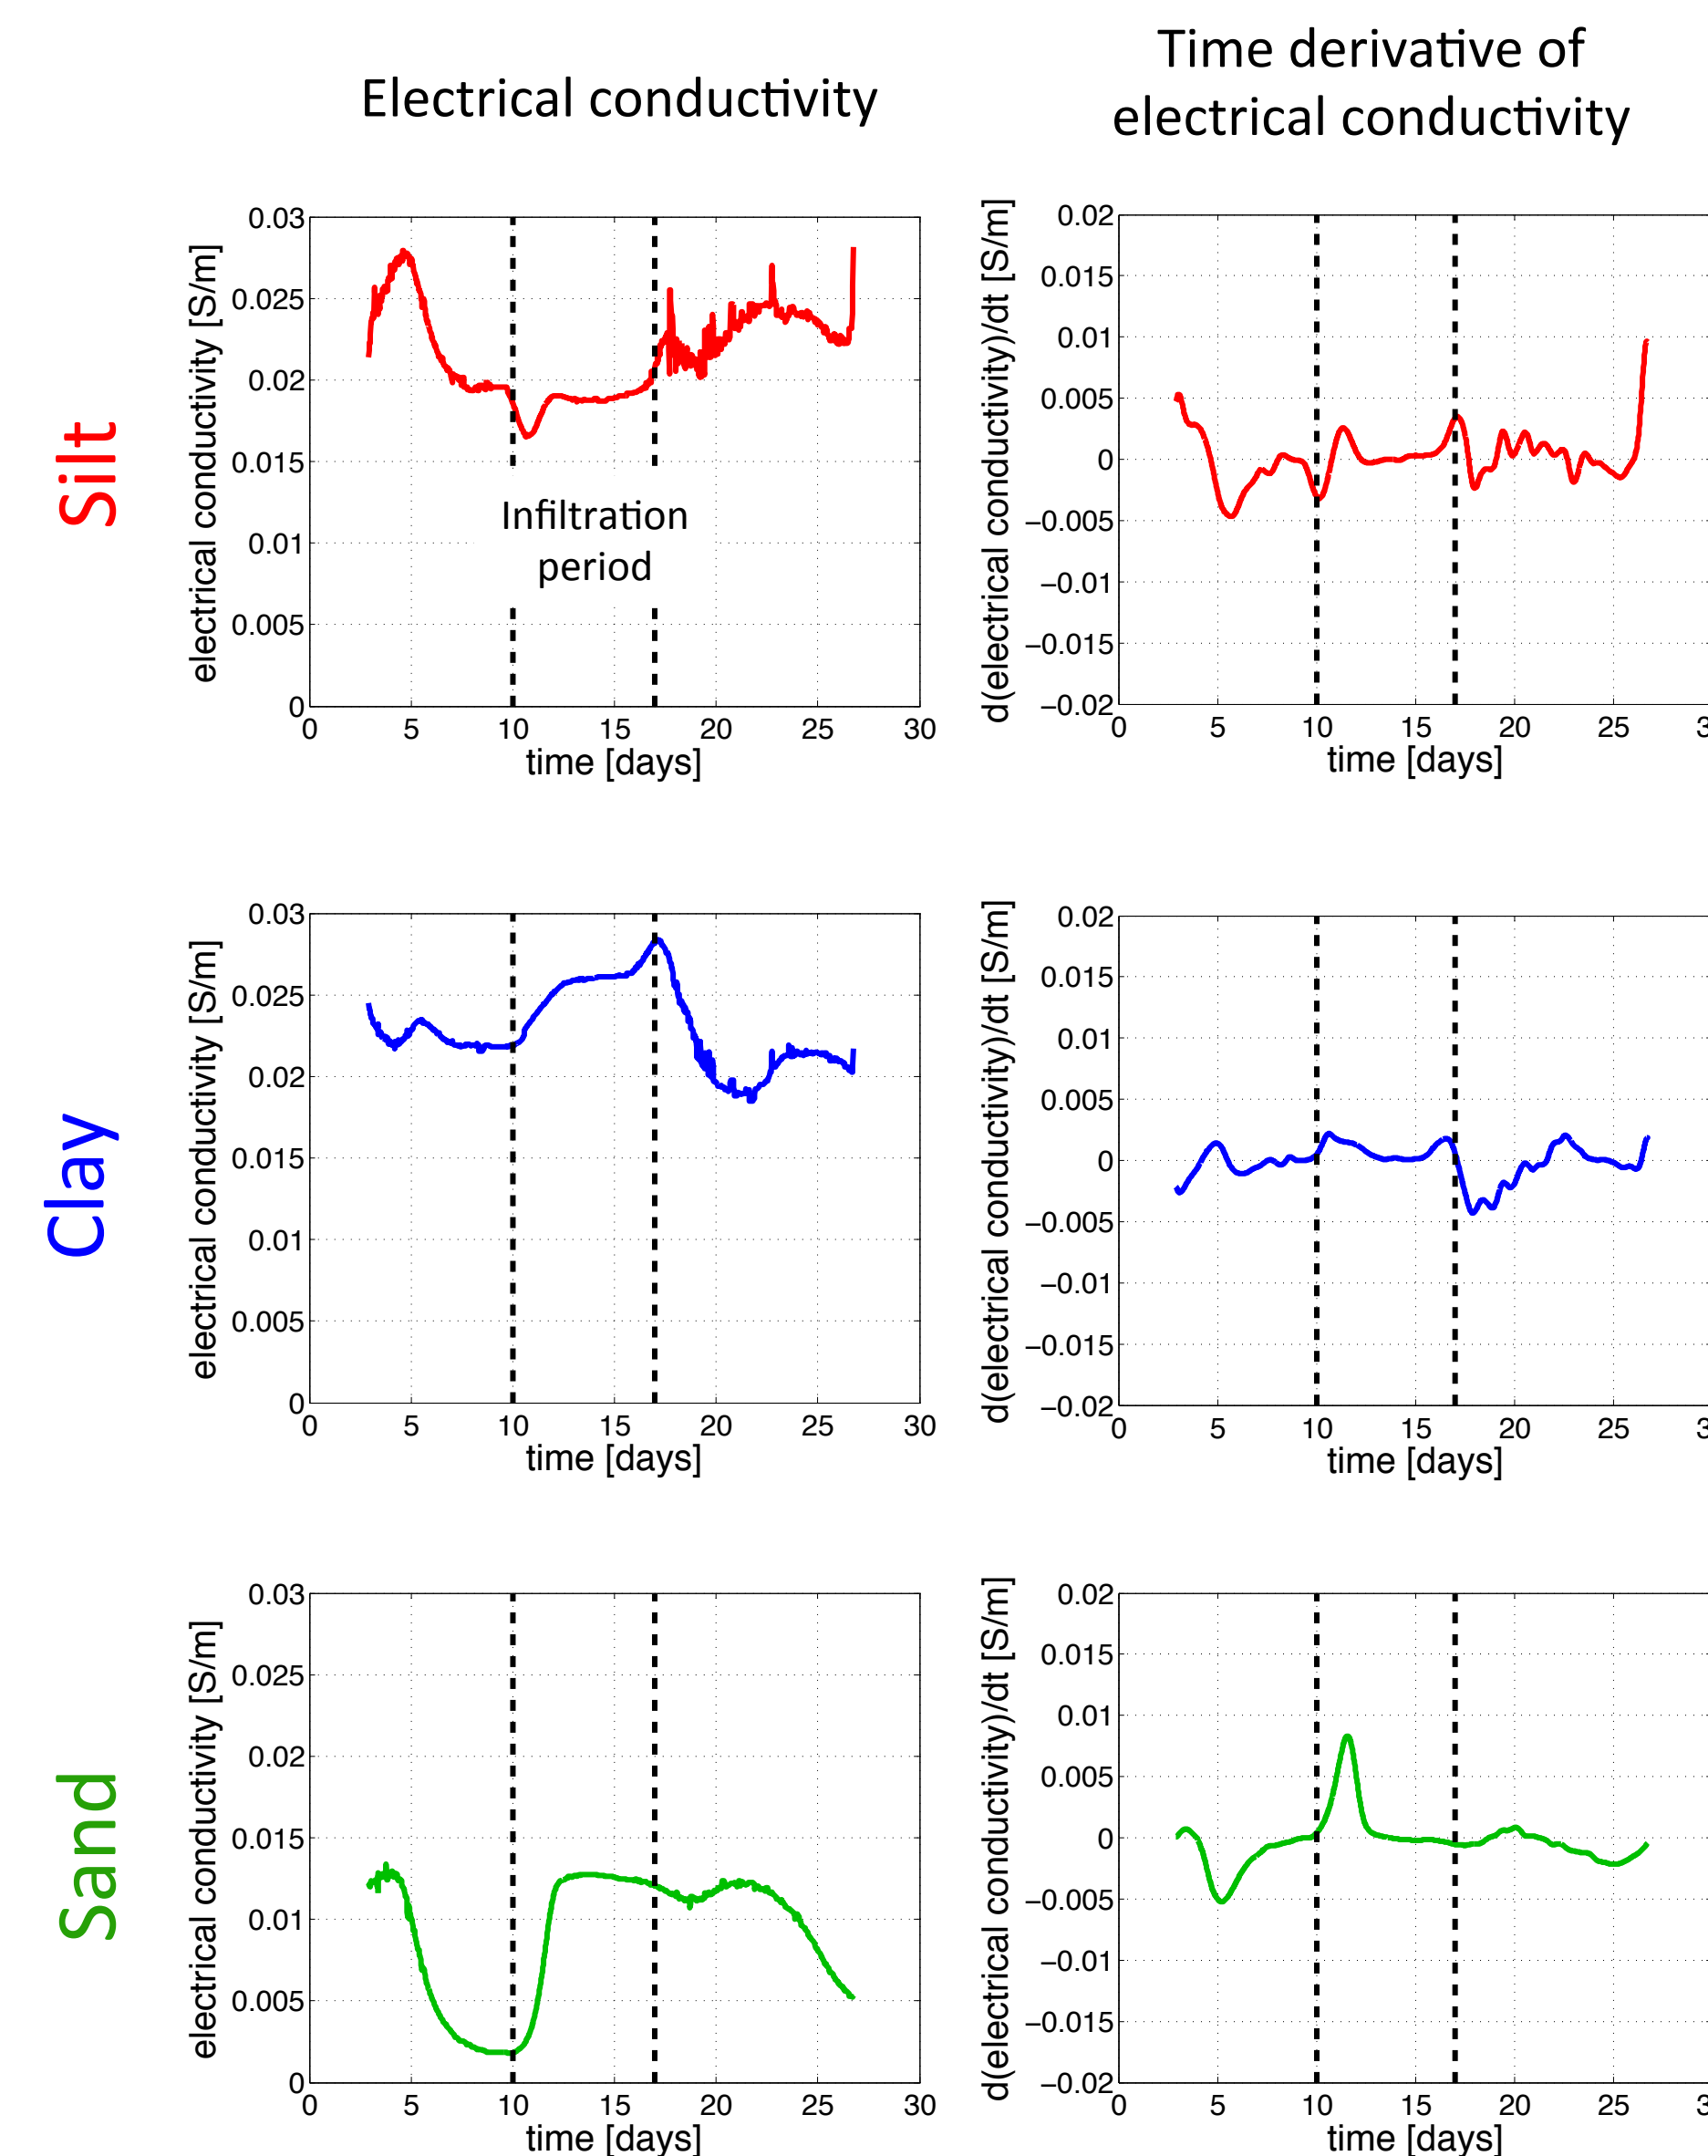 Electrical conductivity
Time derivative of
electrical conductivity
Silt
electrical conductivity [S/m]
0.03
0.025
0.02
0.015
0.01
0.005
0
Infiltration
period
0 5 10 15 20 25 30
time [days]
d(electrical conductivity)/dt [S/m]
0.02
0.015
0.01
0.005
0
−0.005
−0.01
−0.015
−0.02
0 5 10 15 20 25 3
time [days]
Clay
electrical conductivity [S/m]
0.03
0.025
0.02
0.015
0.01
0.005
0
0 5 10 15 20 25 30
time [days]
d(electrical conductivity)/dt [S/m]
0.02
0.015
0.01
0.005
0
−0.005
−0.01
−0.015
−0.02
0 5 10 15 20 25 3
time [days]
Sand
electrical conductivity [S/m]
0.03
0.025
0.02
0.015
0.01
0.005
0
0 5 10 15 20 25 30
time [days]
d(electrical conductivity)/dt [S/m]
0.02
0.015
0.01
0.005
0
−0.005
−0.01
−0.015
−0.02
0 5 10 15 20 25 3
time [days]